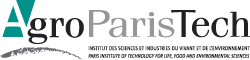 AgroParisTech
INSTITUT DES SCIENCES ET INDUSTRIES DU VIVANT ET DE L'ENVIRONNEMENT
PARIS INSTITUTE OF TECHNOLOGY FOR LIFE, FOOD AND ENVIRONMENTAL SCIENCES